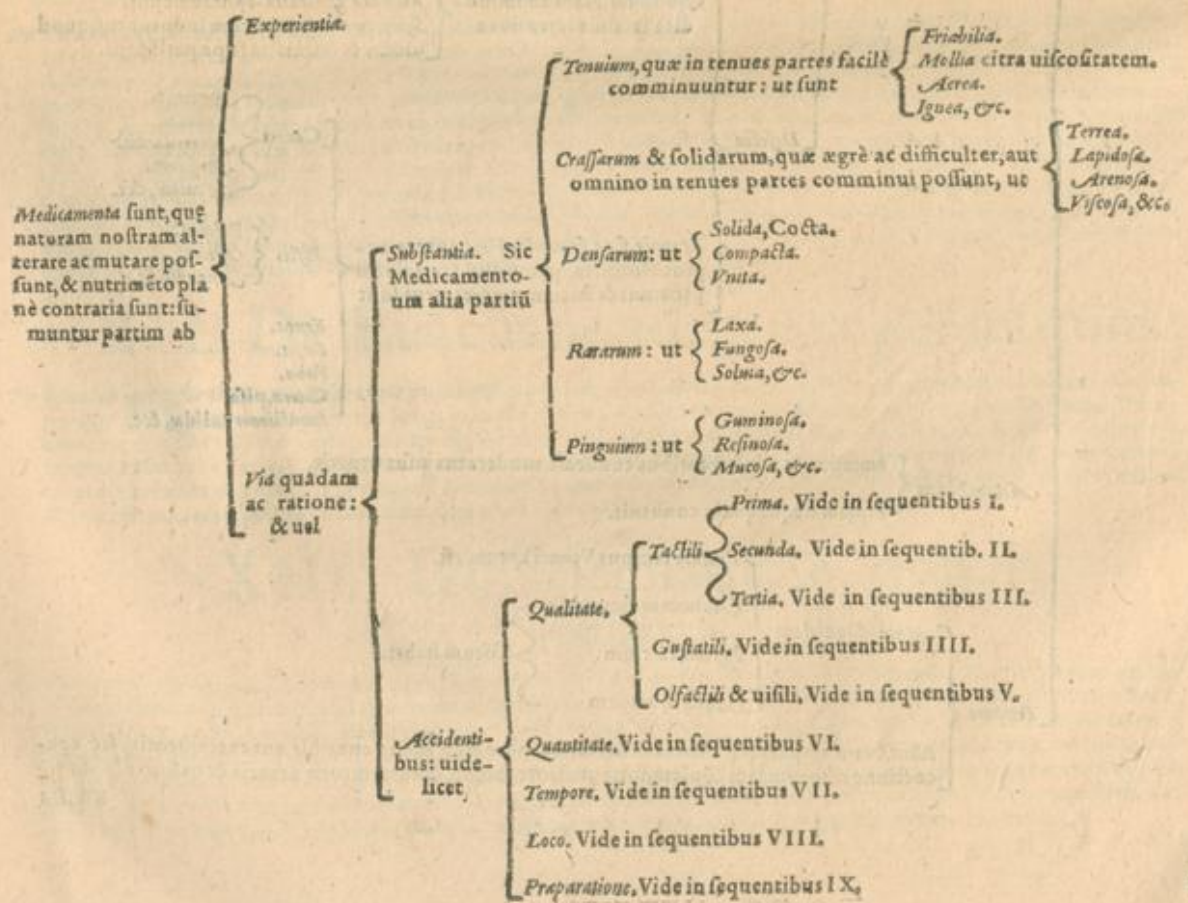 Experientia.
Tenuium, quæ in tenues partes facilè
comminuuntur: ut sunt
Friabilia.
Mollia citra uiscositatem.
Aerea.
Ignea, &c.
Crassarum & solidarum, quæ ægrè ac difficulter, aut
omnino in tenues partes comminui possunt, ut
Terrea.
Lapidosa.
Arenosa.
Viscosa, &c.
Medicamenta sunt, quę
naturam nostram al-
terare ac mutare pos-
sunt, & nutrimēto pla
nè contraria sunt: su-
muntur partim ab
Substantia. Sic
Medicamento-
um alia partiū
Densarum: ut
Solida, Cocta.
Compacta.
Vnita.
Rararum: ut
Laxa.
Fungosa.
Soluta, &c.
Pinguium: ut
Guminosa.
Resinosa.
Mucosa, &c.
Via quadam
ac ratione:
& uel
Tactili
Prima. Vide in sequentibus I.
Secunda. Vide in sequentib. II.
Tertia. Vide in sequentibus III.
Qualitate.
Gustatili. Vide in sequentibus IIII.
Olfactili & uisili. Vide in sequentibus V.
Accidenti-
bus: uide-
licet
Quantitate. Vide in sequentibus VI.
Tempore. Vide in sequentibus VII.
Loco. Vide in sequentibus VIII.
Præparatione. Vide in sequentibus IX.